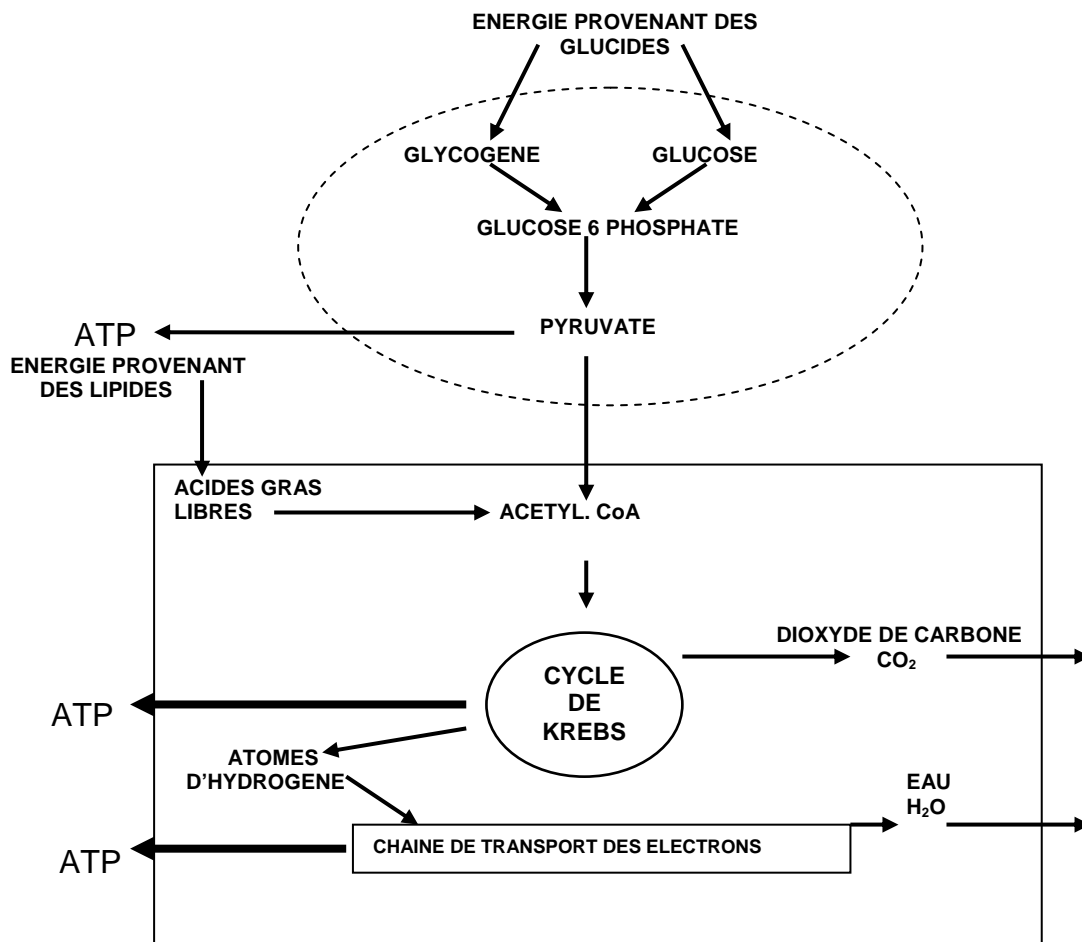 ENERGIE PROVENANT DES
GLUCIDES
GLYCOGENE
GLUCOSE
GLUCOSE 6 PHOSPHATE
PYRUVATE
ATP
ENERGIE PROVENANT
DES LIPIDES
ACIDES GRAS
LIBRES
ACETYL. CoA
DIOXYDE DE CARBONE
CO₂
CYCLE
DE
KREBS
ATP
ATOMES
D'HYDROGENE
EAU
H₂O
CHAINE DE TRANSPORT DES ELECTRONS
ATP